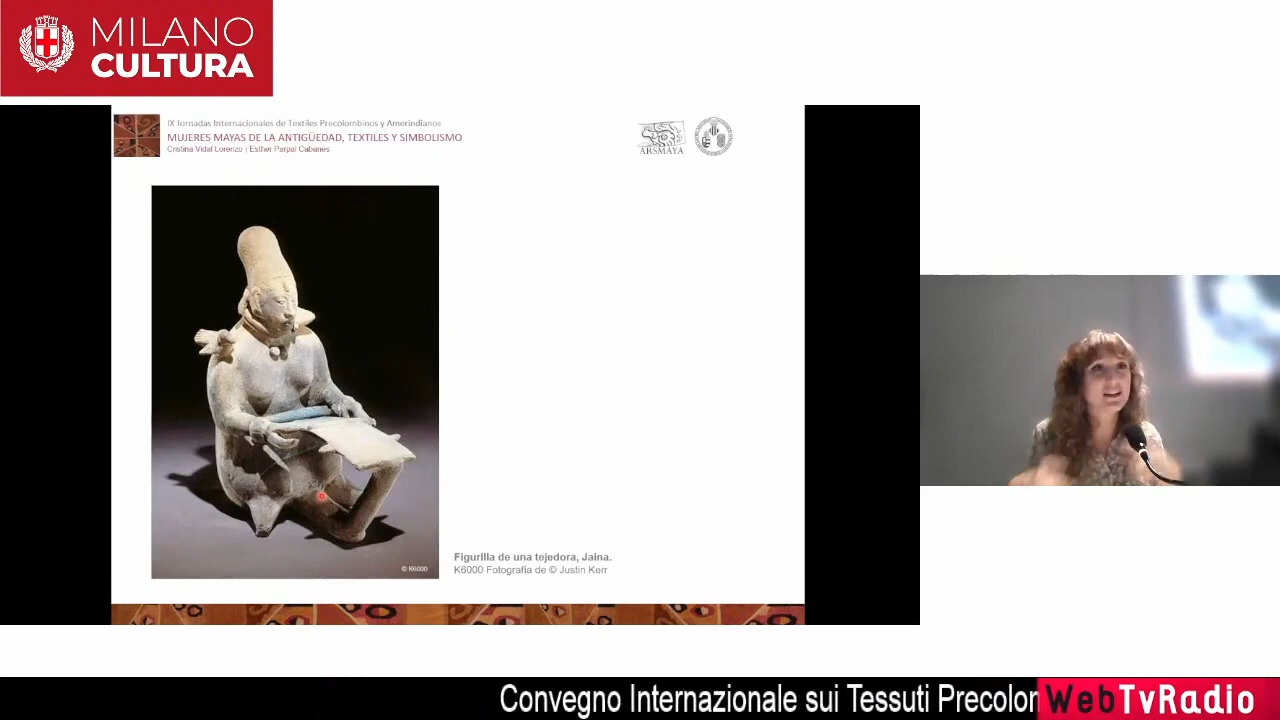 MILANO
CULTURA
IX Jornadas Internacionales de Textiles Precolombinos y Amerindianos
MUJERES MAYAS DE LA ANTIGÜEDAD, TEXTILES Y SIMBOLISMO
Cristina Vidal Lorenzo | Esther Parpal Cabanes
ARSMAYA
© K6000
Figurilla de una tejedora, Jaina.
K6000 Fotografía de © Justin Kerr
Convegno Internazionale sui Tessuti Precolor
WebTvRadio